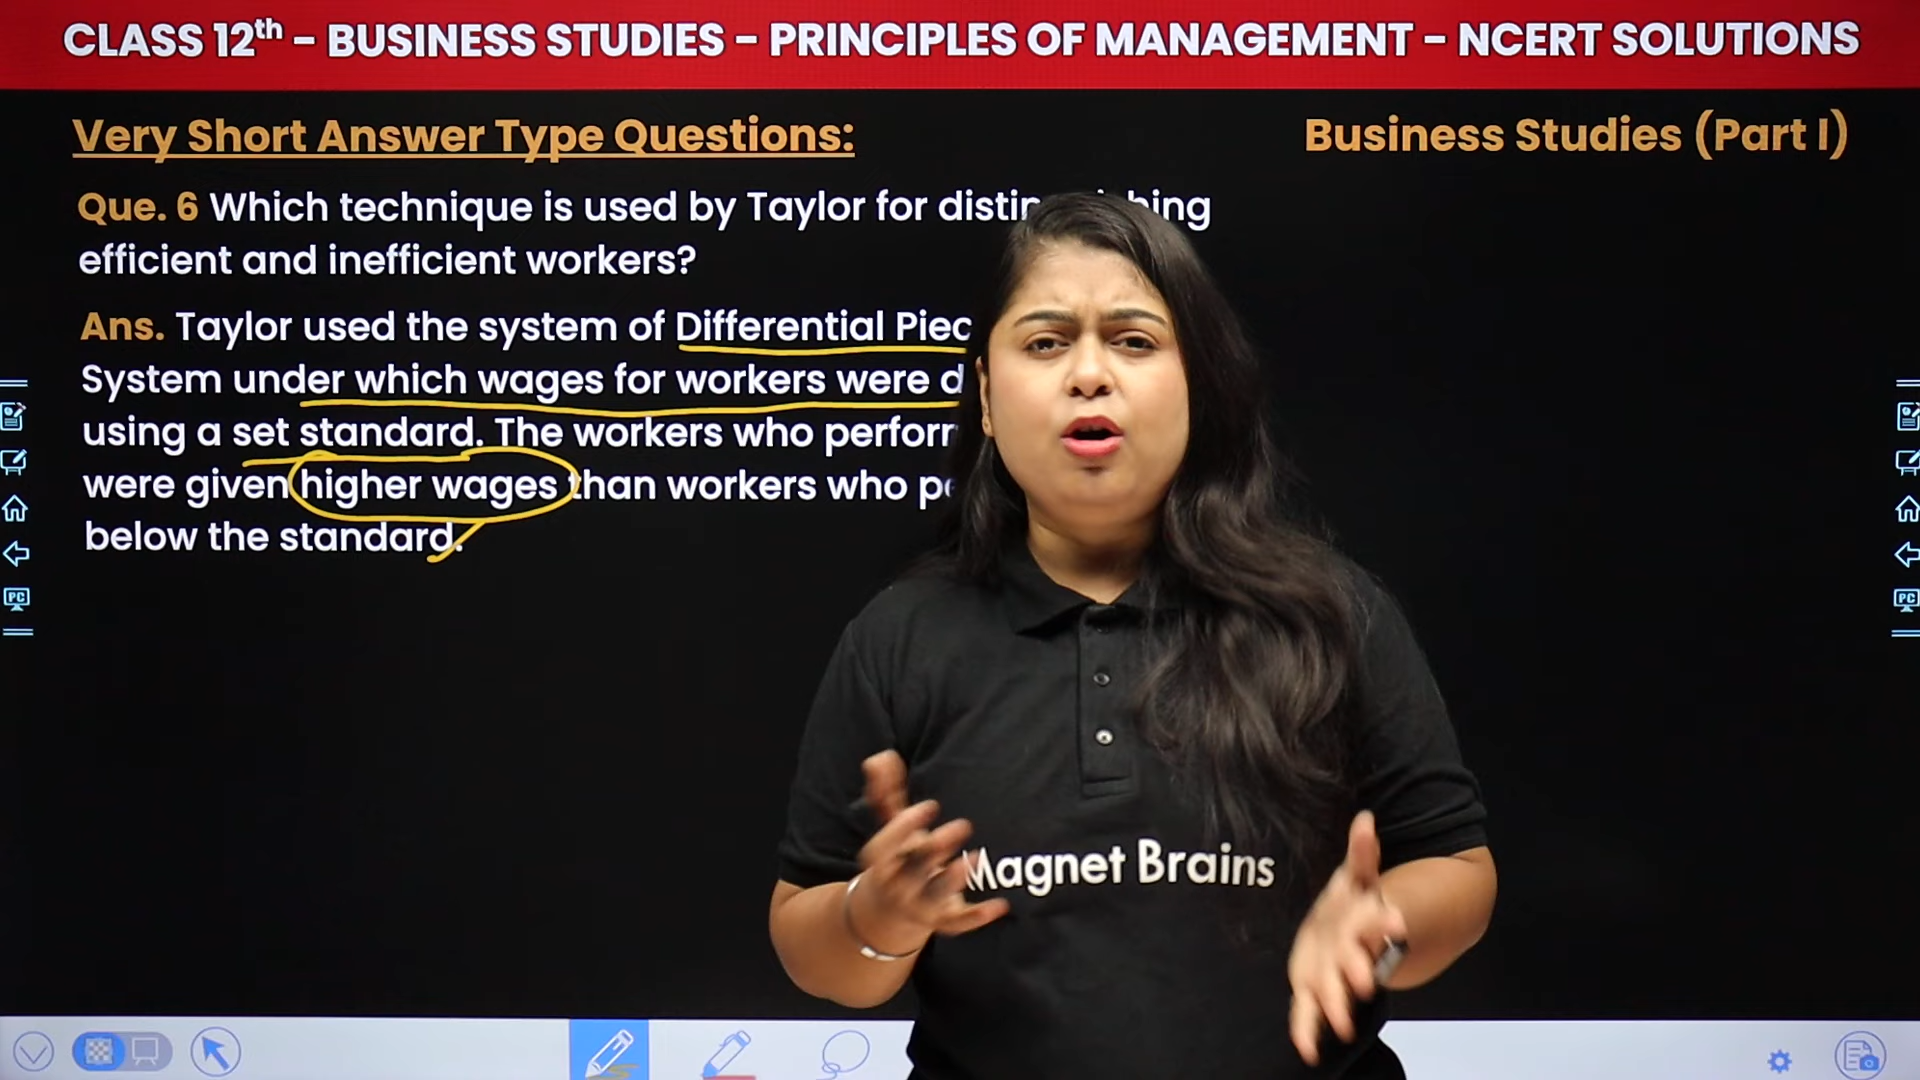 CLASS 12th – BUSINESS STUDIES – PRINCIPLES OF MANAGEMENT – NCERT SOLUTIONS
Very Short Answer Type Questions:
Business Studies (Part I)
Que. 6 Which technique is used by Taylor for
efficient and inefficient workers?
Ans. Taylor used the system of Differential
System under which wages for workers were
using a set standard. The workers who
were given higher wages than workers who
below the standard.
PC
PC
Magnet Brains